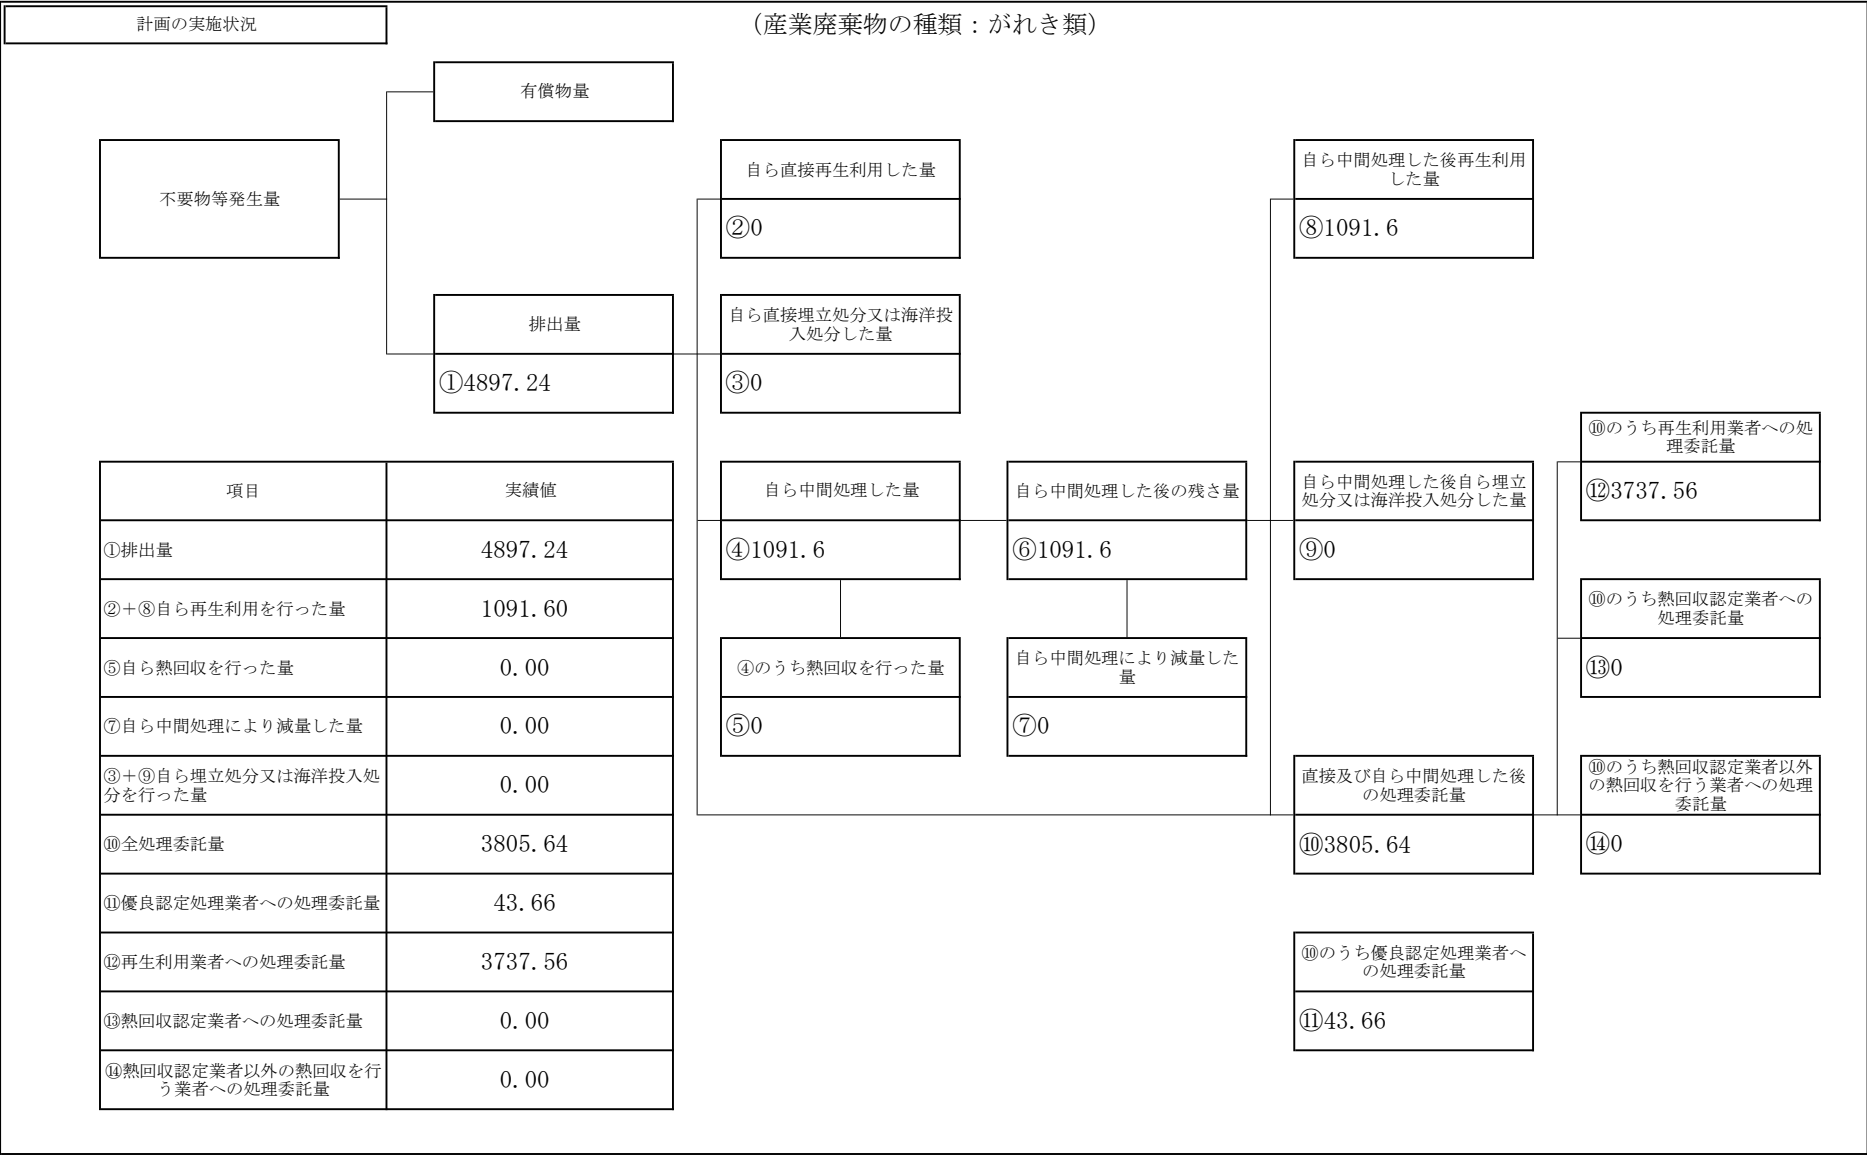 計画の実施状況
（産業廃棄物の種類：がれき類）
有償物量
不要物等発生量
自ら直接再生利用した量
②0
自ら中間処理した後再生利用
した量
⑧1091.6
排出量
①4897.24
自ら直接埋立処分又は海洋投
入処分した量
③0
⑩のうち再生利用業者への処
理委託量
⑫3737.56
自ら中間処理した量
④1091.6
自ら中間処理した後の残さ量
⑥1091.6
自ら中間処理した後自ら埋立
処分又は海洋投入処分した量
⑨0
⑩のうち熱回収認定業者への
処理委託量
⑬0
④のうち熱回収を行った量
⑤0
自ら中間処理により減量した
量
⑦0
直接及び自ら中間処理した後
の処理委託量
⑩3805.64
⑩のうち熱回収認定業者以外
の熱回収を行う業者への処理
委託量
⑭0
⑩のうち優良認定処理業者へ
の処理委託量
⑪43.66
項目 実績値
①排出量 4897.24
②＋⑧自ら再生利用を行った量 1091.60
⑤自ら熱回収を行った量 0.00
⑦自ら中間処理により減量した量 0.00
③＋⑨自ら埋立処分又は海洋投入処
分を行った量 0.00
⑩全処理委託量 3805.64
⑪優良認定処理業者への処理委託量 43.66
⑫再生利用業者への処理委託量 3737.56
⑬熱回収認定業者への処理委託量 0.00
⑭熱回収認定業者以外の熱回収を行
う業者への処理委託量 0.00